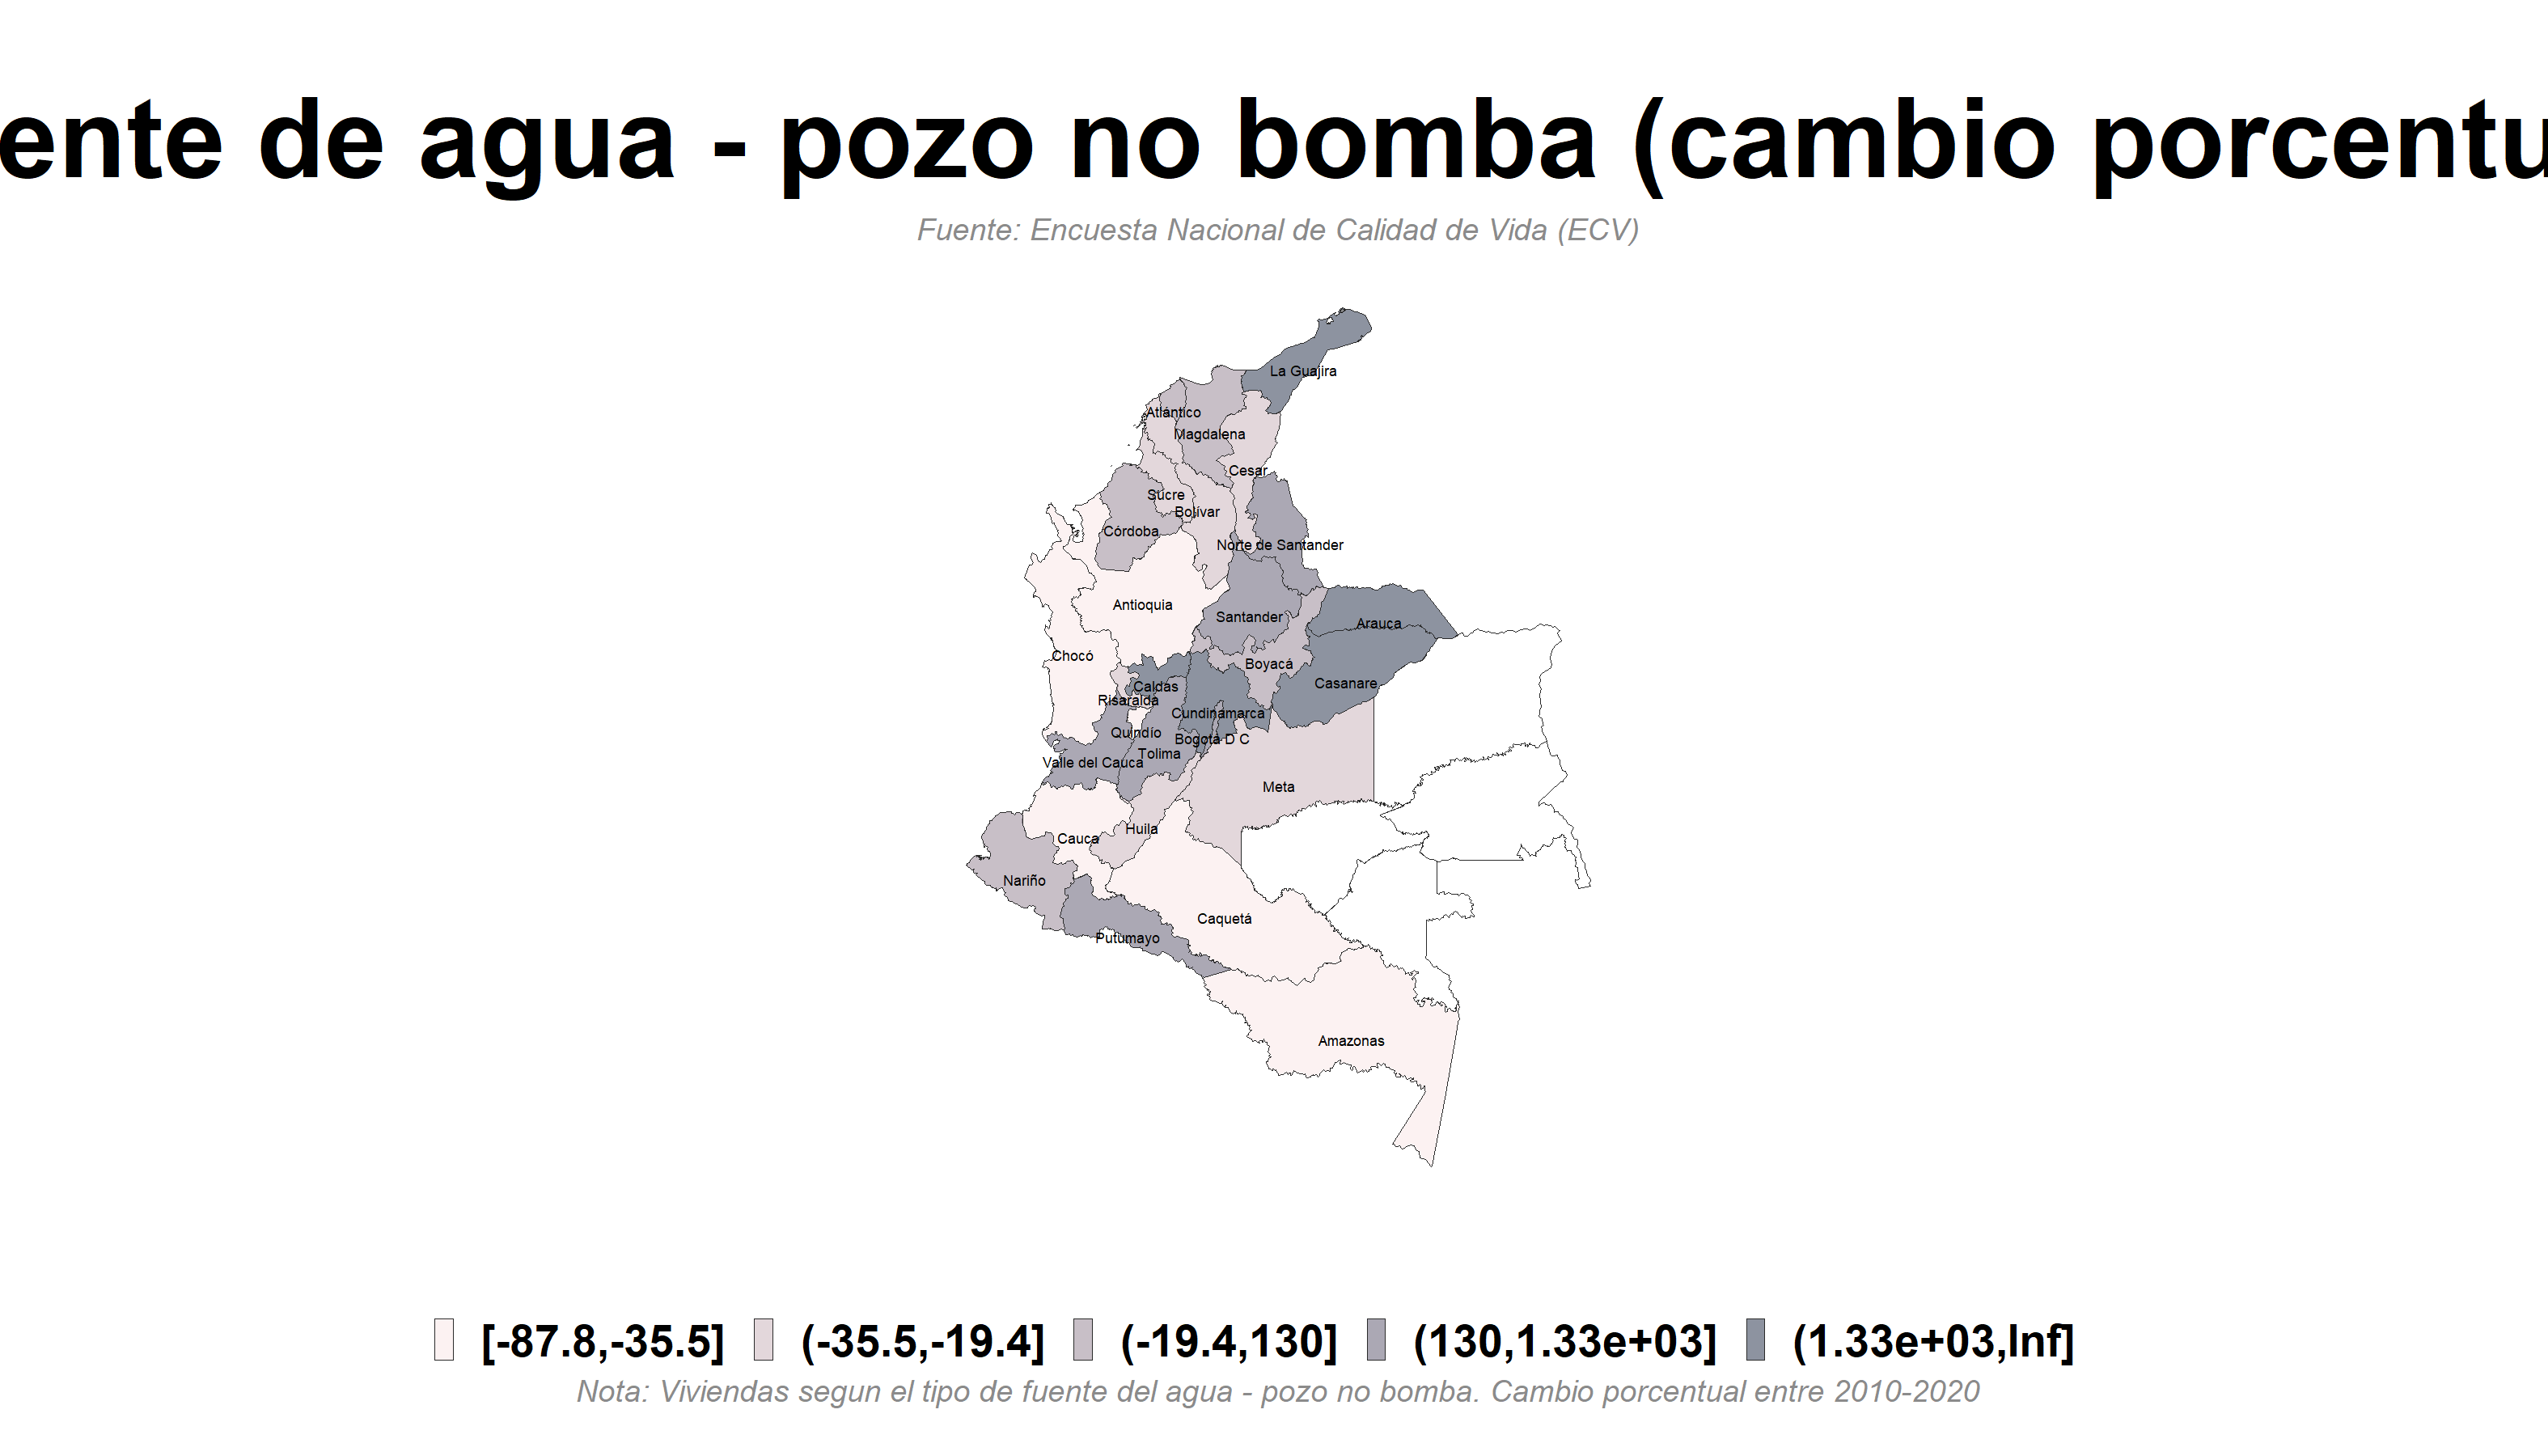 ente de agua - pozo no bomba (cambio porcentu
Fuente: Encuesta Nacional de Calidad de Vida (ECV)
La Guajira
Atlántico
Magdalena
Cesar
Sucre
Bolívar
Córdoba
Norte de Santander
Antioquia
Santander
Arauca
Chocó
Boyacá
Casanare
Caldas
Risaralda
Cundinamarca
Quindío
Bogotá D C
Tolima
Valle del Cauca
Meta
Huila
Cauca
Nariño
Caquetá
Putumayo
Amazonas
[-87.8,-35.5] (-35.5,-19.4] (-19.4,130] (130,1.33e+03] (1.33e+03,Inf]
Nota: Viviendas segun el tipo de fuente del agua - pozo no bomba. Cambio porcentual entre 2010-2020